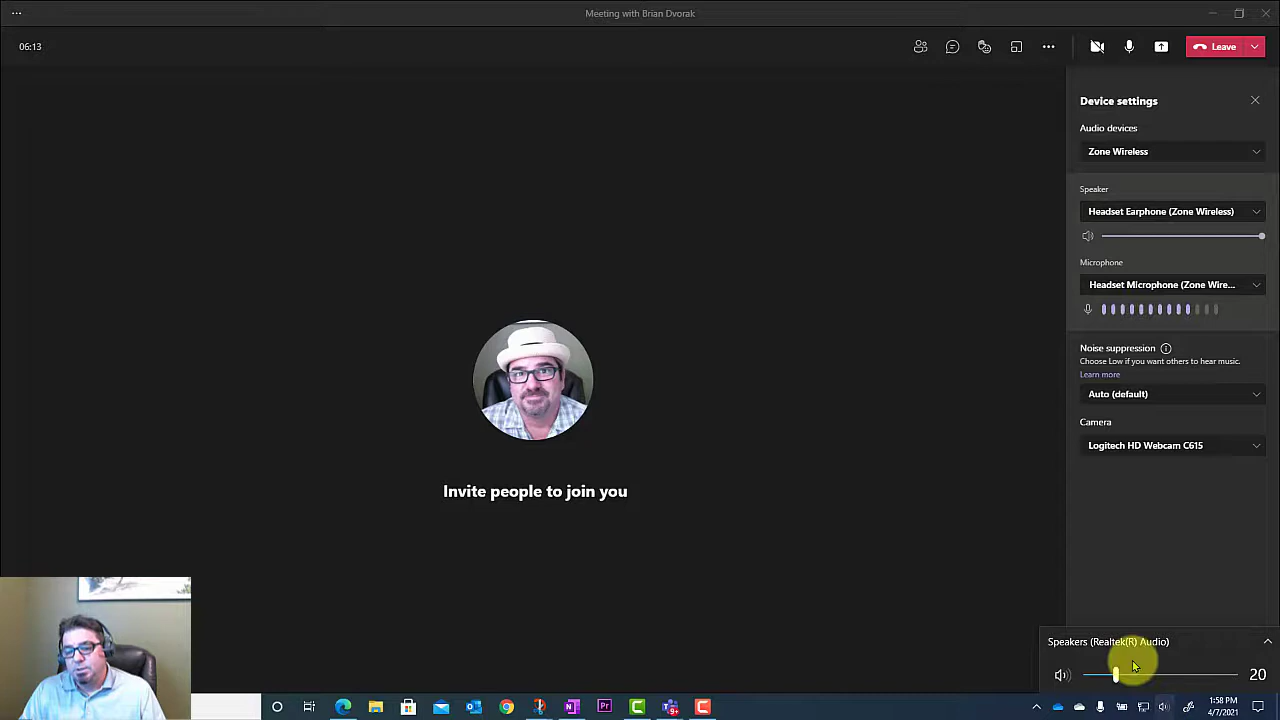 Meeting with Brian Dvorak
06:13
Leave
Device settings
Audio devices
Zone Wireless
Speaker
Headset Earphone (Zone Wireless)
Microphone
Headset Microphone (Zone Wire...
Noise suppression
Choose Low if you want others to hear music.
Learn more
Auto (default)
Camera
Logitech HD Webcam C615
Invite people to join you
Speakers (Realtek(R) Audio)
20
1:58 PM
4/7/2021